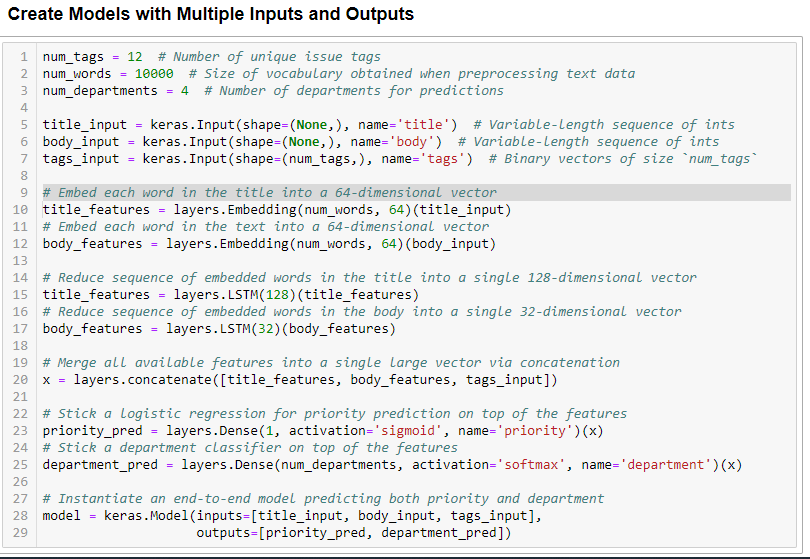 Create Models with Multiple Inputs and Outputs
1 num_tags = 12  # Number of unique issue tags
2 num_words = 10000  # Size of vocabulary obtained when preprocessing text data
3 num_departments = 4  # Number of departments for predictions
4
5 title_input = keras.Input(shape=(None,), name='title')  # Variable-length sequence of ints
6 body_input = keras.Input(shape=(None,), name='body')  # Variable-length sequence of ints
7 tags_input = keras.Input(shape=(num_tags,), name='tags')  # Binary vectors of size `num_tags`
8
9 # Embed each word in the title into a 64-dimensional vector
10 title_features = layers.Embedding(num_words, 64)(title_input)
11 # Embed each word in the text into a 64-dimensional vector
12 body_features = layers.Embedding(num_words, 64)(body_input)
13
14 # Reduce sequence of embedded words in the title into a single 128-dimensional vector
15 title_features = layers.LSTM(128)(title_features)
16 # Reduce sequence of embedded words in the body into a single 32-dimensional vector
17 body_features = layers.LSTM(32)(body_features)
18
19 # Merge all available features into a single large vector via concatenation
20 x = layers.concatenate([title_features, body_features, tags_input])
21
22 # Stick a logistic regression for priority prediction on top of the features
23 priority_pred = layers.Dense(1, activation='sigmoid', name='priority')(x)
24 # Stick a department classifier on top of the features
25 department_pred = layers.Dense(num_departments, activation='softmax', name='department')(x)
26
27 # Instantiate an end-to-end model predicting both priority and department
28 model = keras.Model(inputs=[title_input, body_input, tags_input],
29                     outputs=[priority_pred, department_pred])